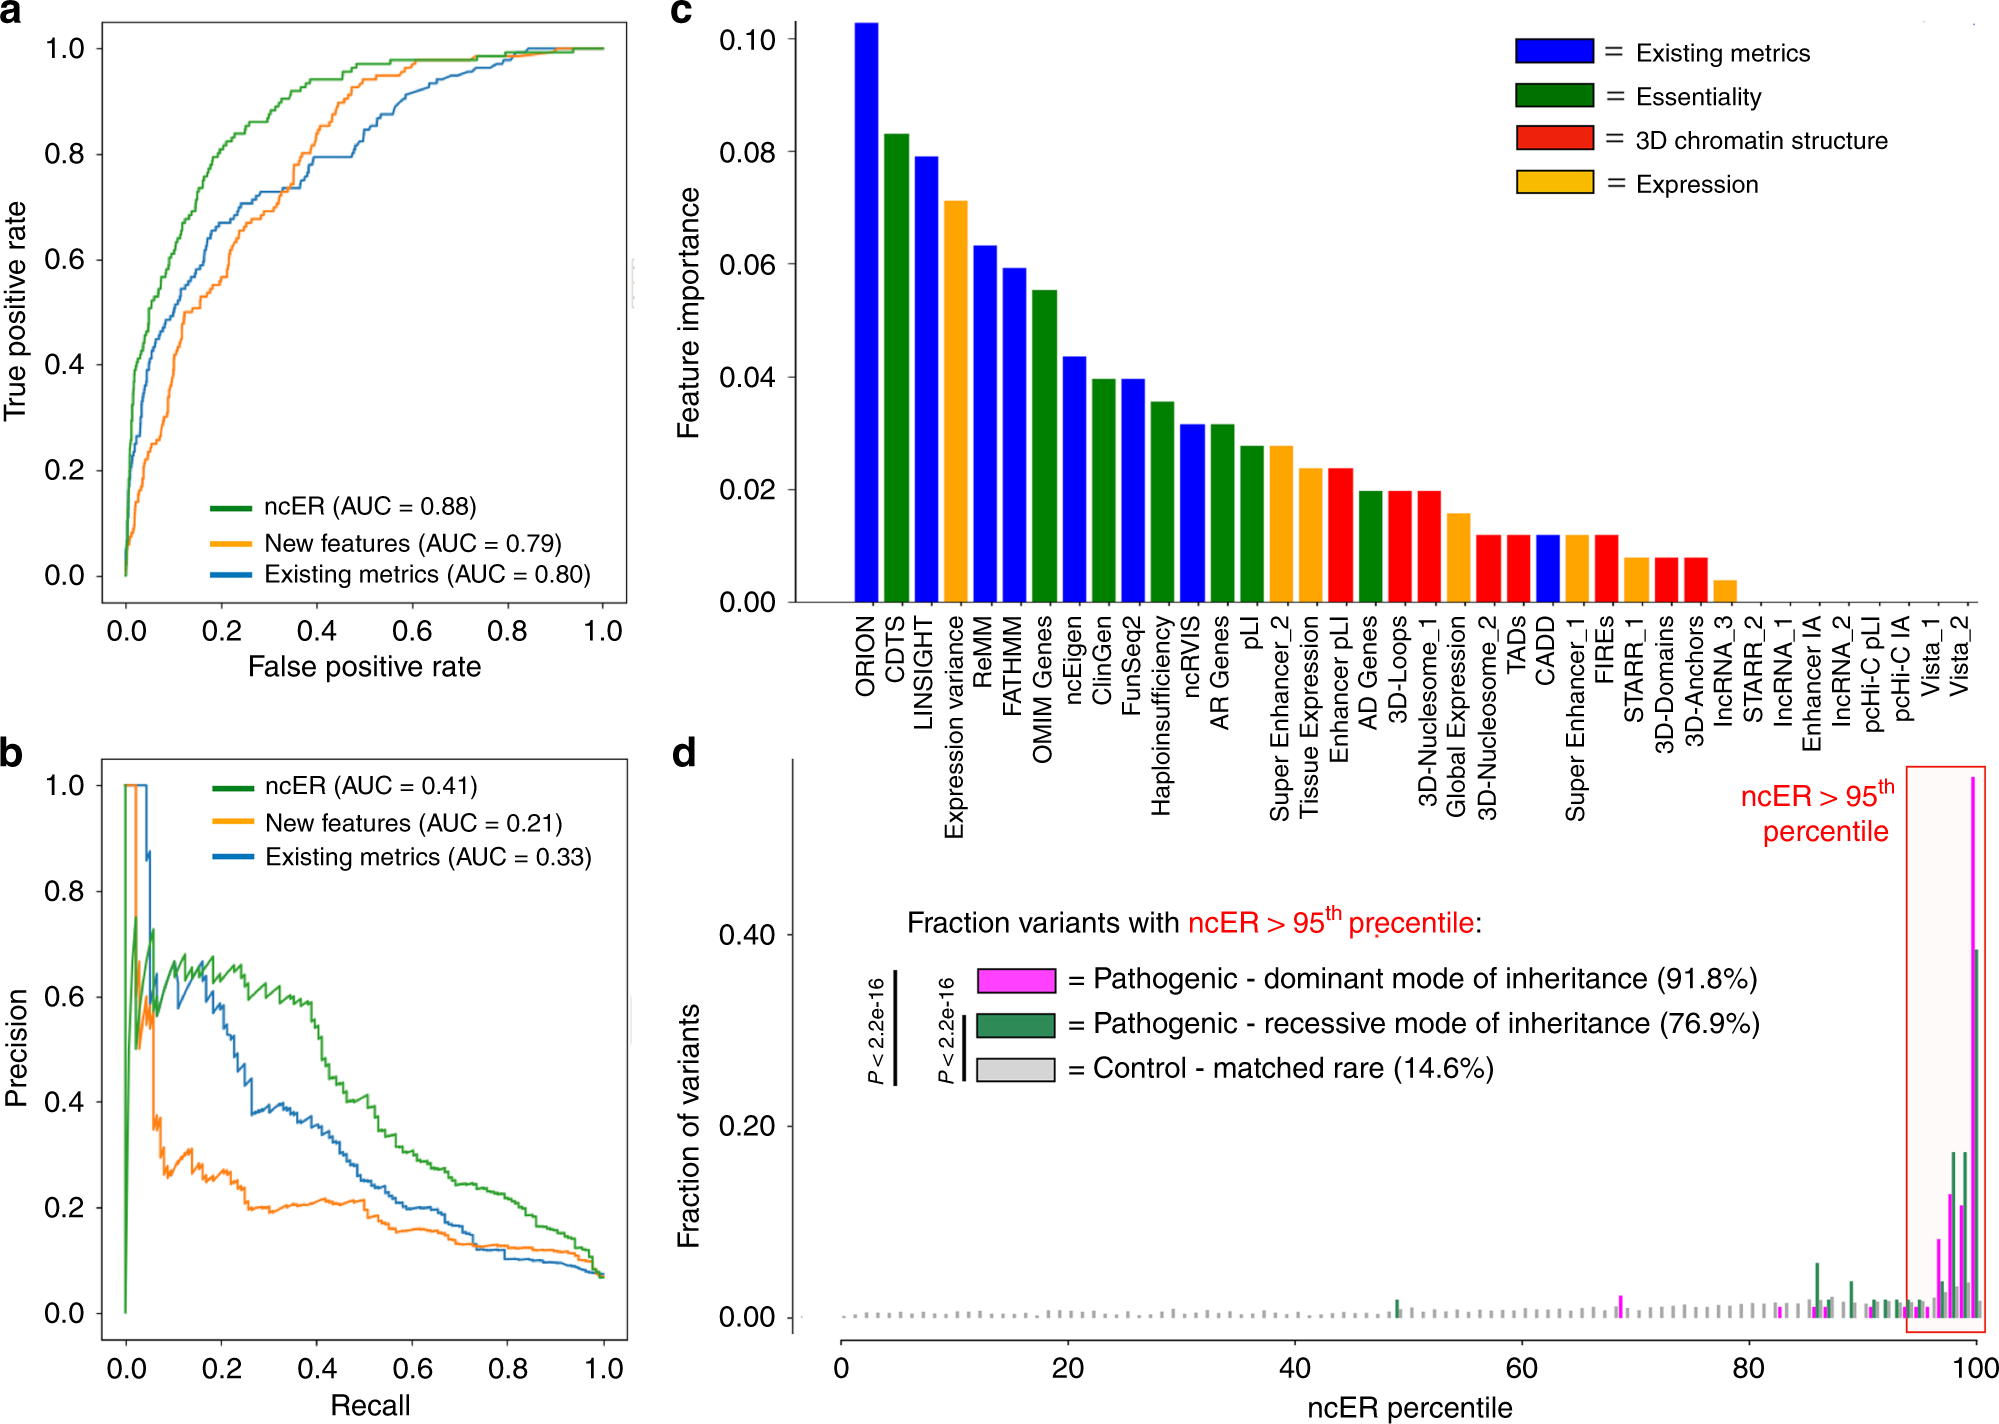 a
1.0
0.8
0.6
0.4
0.2
0.0
True positive rate
ncER (AUC = 0.88)
New features (AUC = 0.79)
Existing metrics (AUC = 0.80)
0.0 0.2 0.4 0.6 0.8 1.0
False positive rate
b
1.0
0.8
0.6
0.4
0.2
0.0
Precision
ncER (AUC = 0.41)
New features (AUC = 0.21)
Existing metrics (AUC = 0.33)
0.0 0.2 0.4 0.6 0.8 1.0
Recall
c
0.10
0.08
0.06
0.04
0.02
0.00
Feature importance
= Existing metrics
= Essentiality
= 3D chromatin structure
= Expression
ORION
CDTS
LINSIGHT
Expression variance
ReMM
FATHMM
OMIM Genes
ncEigen
ClinGen
FunSeq2
Haploinsufficiency
ncRVIS
AR Genes
pLI
Super Enhancer_2
Tissue Expression
Enhancer pLI
AD Genes
3D-Loops
3D-Nuclesome_1
Global Expression
3D-Nucleosome_2
TADs
CADD
Super Enhancer_1
FIREs
STARR_1
3D-Domains
3D-Anchors
lncRNA_3
STARR_2
lncRNA_1
Enhancer IA
lncRNA_2
pcHi-C pLI
pcHi-C IA
Vista_1
Vista_2
d
ncER > 95th
percentile
0.40
0.20
0.00
Fraction of variants
Fraction variants with ncER > 95th precentile:
P < 2.2e-16
P < 2.2e-16
= Pathogenic - dominant mode of inheritance (91.8%)
= Pathogenic - recessive mode of inheritance (76.9%)
= Control - matched rare (14.6%)
0 20 40 60 80 100
ncER percentile